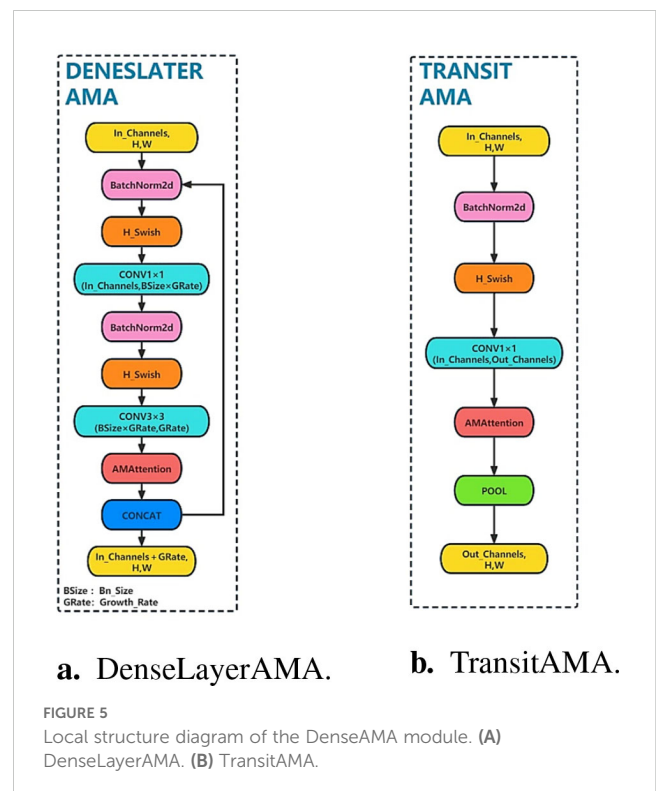 DENESLATER
AMA
In_Channels,
H,W
BatchNorm2d
H_Swish
CONV1×1
(In_Channels,BSize×GRate)
BatchNorm2d
H_Swish
CONV3×3
(BSize×GRate,GRate)
AMAttention
CONCAT
In_Channels+GRate,
H,W
BSize： Bn_Size
GRate： Growth_Rate
a. DenseLayerAMA.
TRANSIT
AMA
In_Channels,
H,W
BatchNorm2d
H_Swish
CONV1×1
(In_Channels,Out_Channels)
AMAttention
POOL
Out_Channels,
H,W
b. TransitAMA.
FIGURE 5
Local structure diagram of the DenseAMA module. (A)
DenseLayerAMA. (B) TransitAMA.